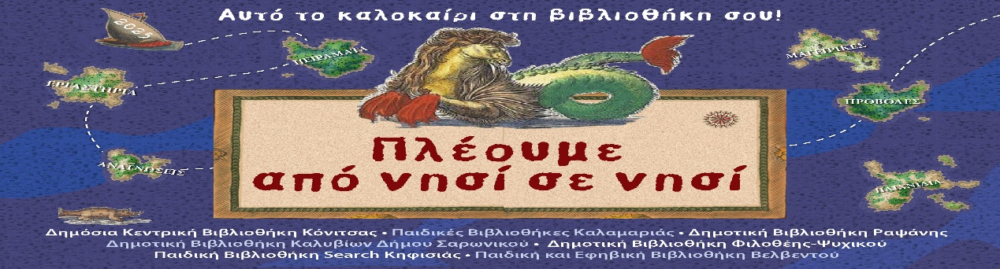 Αυτό το καλοκαίρι στη βιβλιοθήκη σου!
2023
ΠΕΙΡΑΜΑΤΑ
ΜΑΓΕΙΡΙΚΕΣ
ΕΡΓΑΣΤΗΡΙΑ
ΠΡΟΒΟΛΕΣ
Πλέουμε
από νησί σε νησί
ΑΝΑΓΝΩΣΕΙΣ
ΠΑΙΧΝΙΔΙΑ
Δημόσια Κεντρική Βιβλιοθήκη Κόνιτσας • Παιδικές Βιβλιοθήκες Καλαμαριάς • Δημοτική Βιβλιοθήκη Ραψάνης
Δημοτική Βιβλιοθήκη Καλυβίων Δήμου Σαρωνικού • Δημοτική Βιβλιοθήκη Φιλοθέης-Ψυχικού
Παιδική Βιβλιοθήκη Search Κηφισιάς • Παιδική και Εφηβική Βιβλιοθήκη Βελβεντού